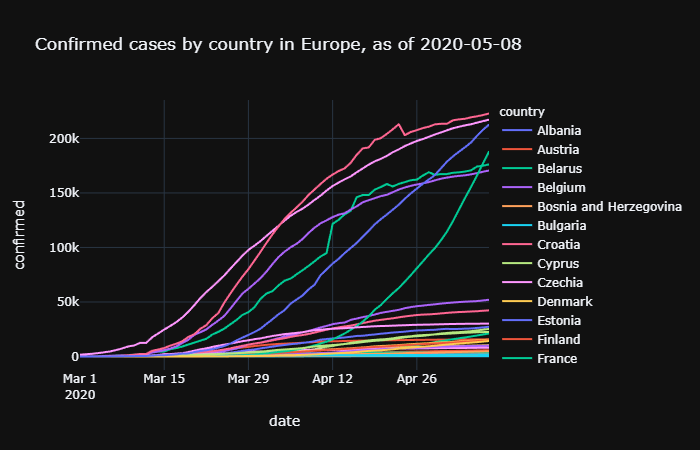 Confirmed cases by country in Europe, as of 2020-05-08
country
Albania
Austria
Belarus
Belgium
Bosnia and Herzegovina
Bulgaria
Croatia
Cyprus
Czechia
Denmark
Estonia
Finland
France
200k
150k
100k
50k
0
confirmed
Mar 1
2020
Mar 15
Mar 29
Apr 12
Apr 26
date